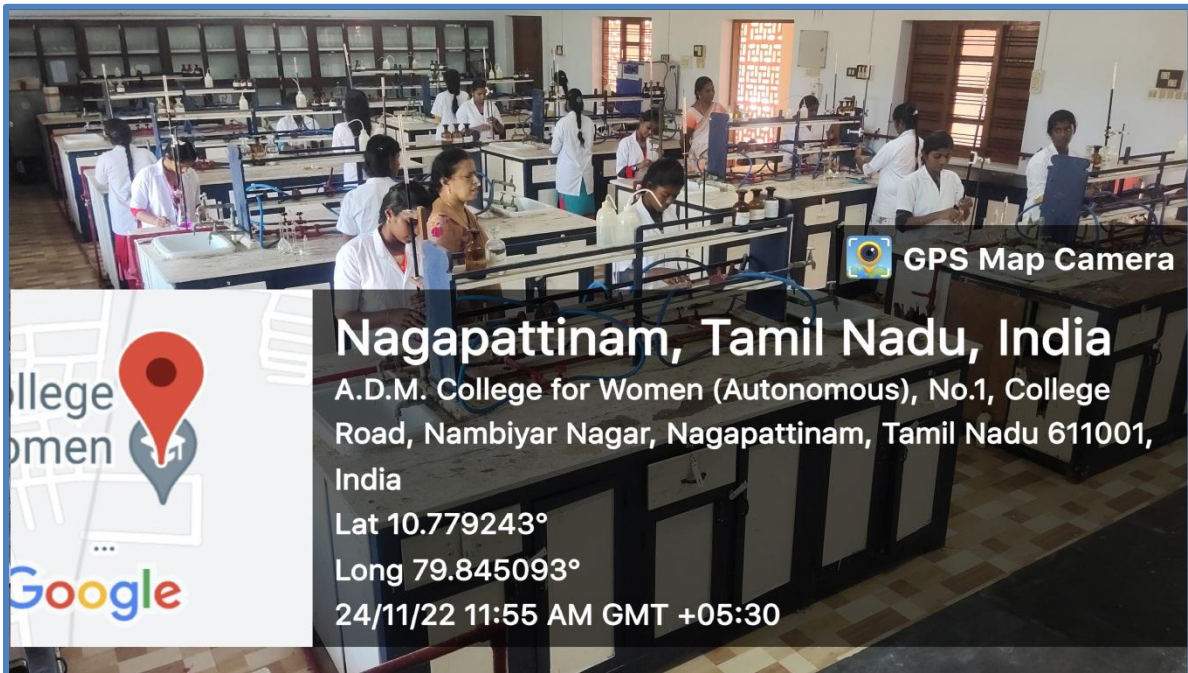 GPS Map Camera
Nagapattinam, Tamil Nadu, India
A.D.M. College for Women (Autonomous), No.1, College
Road, Nambiyar Nagar, Nagapattinam, Tamil Nadu 611001,
India
Lat 10.779243°
Long 79.845093°
24/11/22 11:55 AM GMT +05:30
ollege
omen
Google